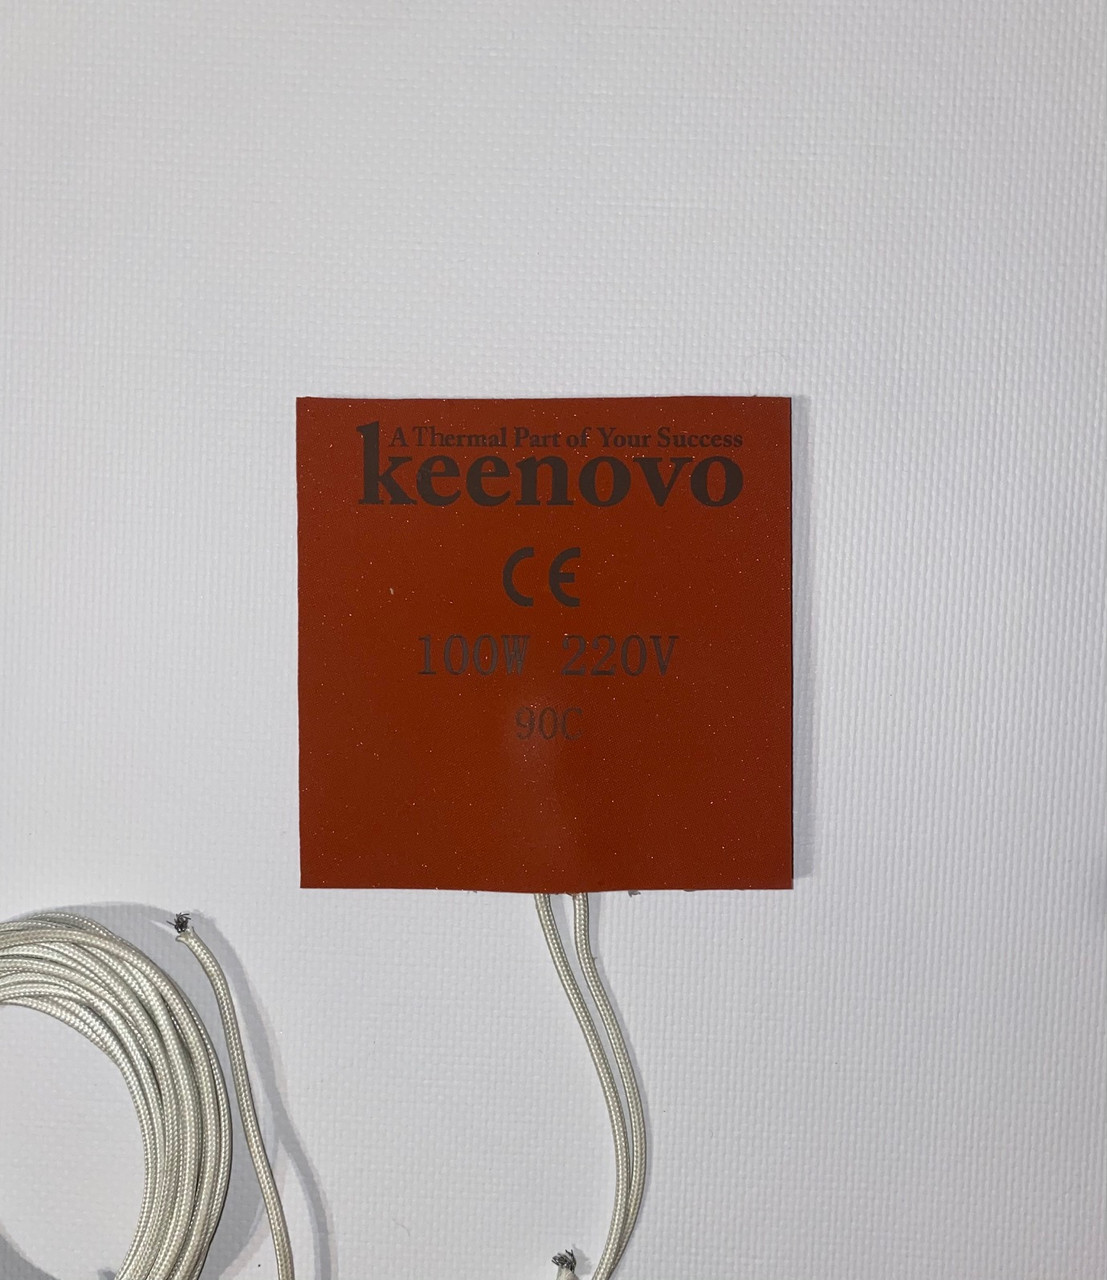 A Thermal Part of Your Success
keenovo
CE
100W 220V
90C